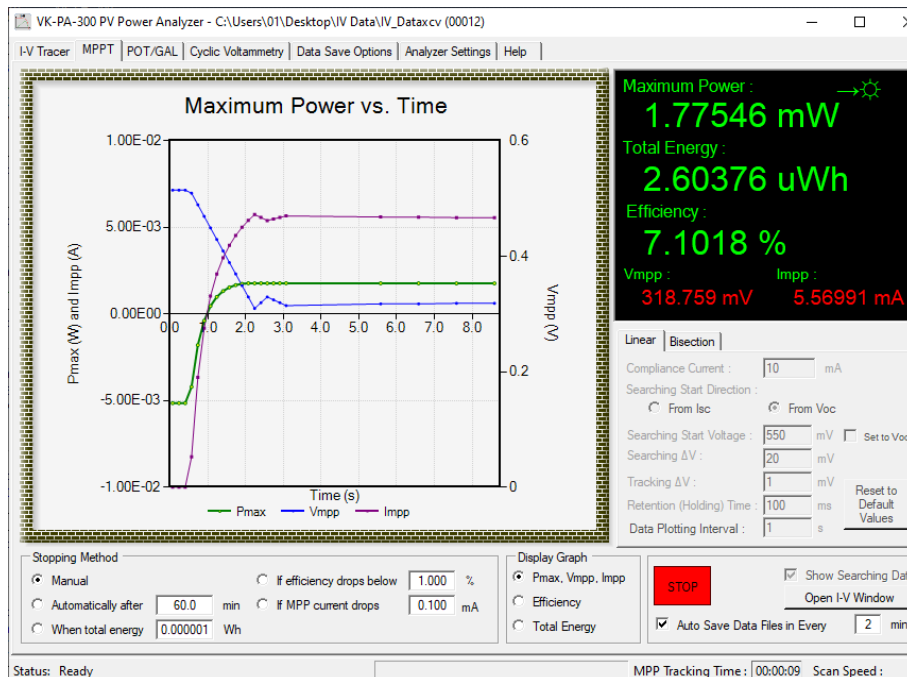 VK-PA-300 PV Power Analyzer - C:\Users\01\Desktop\IV Data\IV_Dataxcv (00012)
I-V Tracer MPPT POT/GAL Cyclic Voltammetry Data Save Options Analyzer Settings Help
Maximum Power vs. Time
1.00E-02
5.00E-03
0.00E+00
-5.00E-03
-1.00E-02
Pmax (W) and Impp (A)
0.0 1.0 2.0 3.0 4.0 5.0 6.0 7.0 8.0
0.6
0.4
0.2
0
Vmpp (V)
Time (s)
Pmax Vmpp Impp
Maximum Power :
1.77546 mW
Total Energy :
2.60376 uWh
Efficiency :
7.1018 %
Vmpp : Impp :
318.759 mV 5.56991 mA
Linear Bisection
Compliance Current : 10 mA
Searching Start Direction :
From Isc From Voc
Searching Start Voltage : 550 mV Set to Voc
Searching ΔV : 20 mV
Tracking ΔV : 1 mV
Retention (Holding) Time : 100 ms
Data Plotting Interval : 1 s
Reset to
Default
Values
Stopping Method
Manual If efficiency drops below 1.000 %
Automatically after 60.0 min If MPP current drops 0.100 mA
When total energy 0.000001 Wh
Display Graph
Pmax, Vmpp, Impp
Efficiency
Total Energy
STOP
Show Searching Dat
Open I-V Window
Auto Save Data Files in Every 2 min
Status: Ready MPP Tracking Time : 00:00:09 Scan Speed :